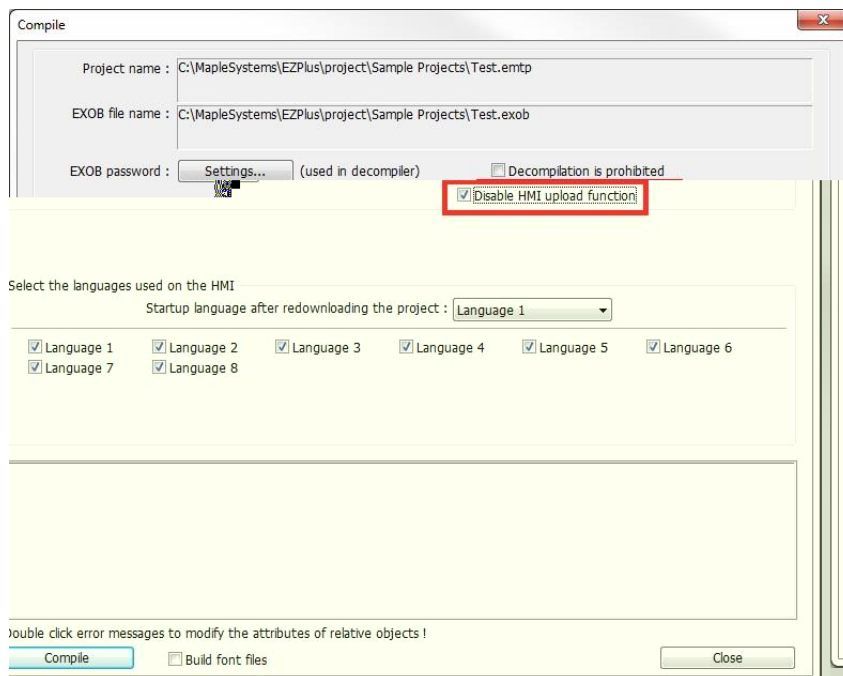 Compile
Project name : C:\MapleSystems\EZPlus\project\Sample Projects\Test.emtp
EXOB file name : C:\MapleSystems\EZPlus\project\Sample Projects\Test.exob
EXOB password : Settings... (used in decompiler) Decompilation is prohibited
Disable HMI upload function
Select the languages used on the HMI
Startup language after redownloading the project : Language 1
Language 1 Language 2 Language 3 Language 4 Language 5 Language 6
Language 7 Language 8
Double click error messages to modify the attributes of relative objects !
Compile Build font files Close